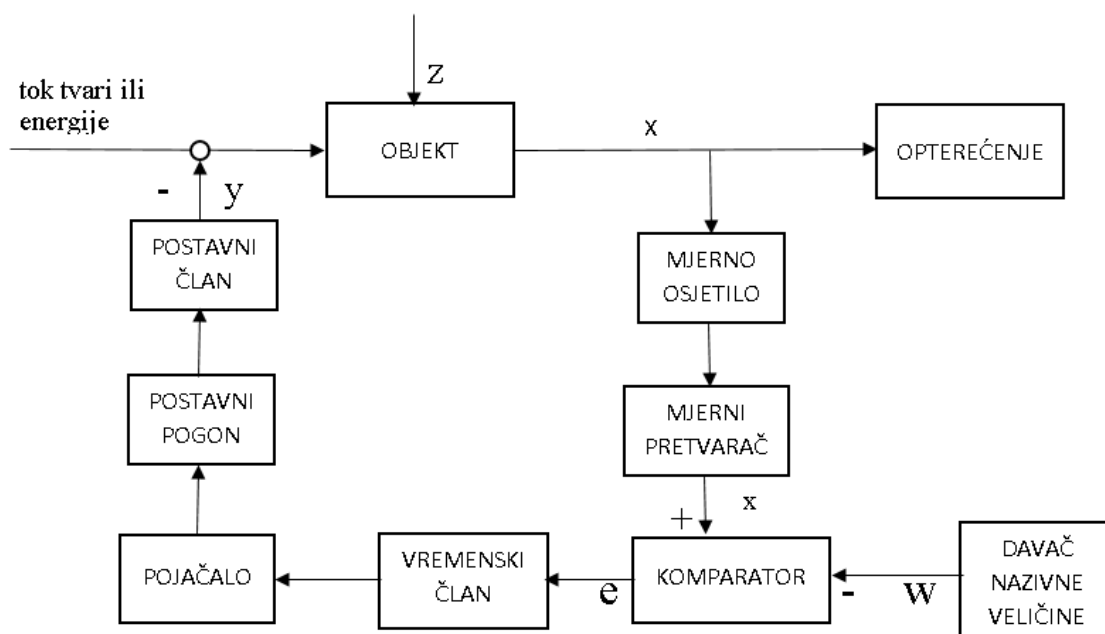 tok tvari ili
energije
z
OBJEKT
x
OPTEREĆENJE
- y
POSTAVNI
ČLAN
MJERNO
OSJETILO
POSTAVNI
POGON
MJERNI
PRETVARAČ
+ x
POJAČALO
VREMENSKI
ČLAN
e
KOMPARATOR
- w
DAVAČ
NAZIVNE
VELIČINE